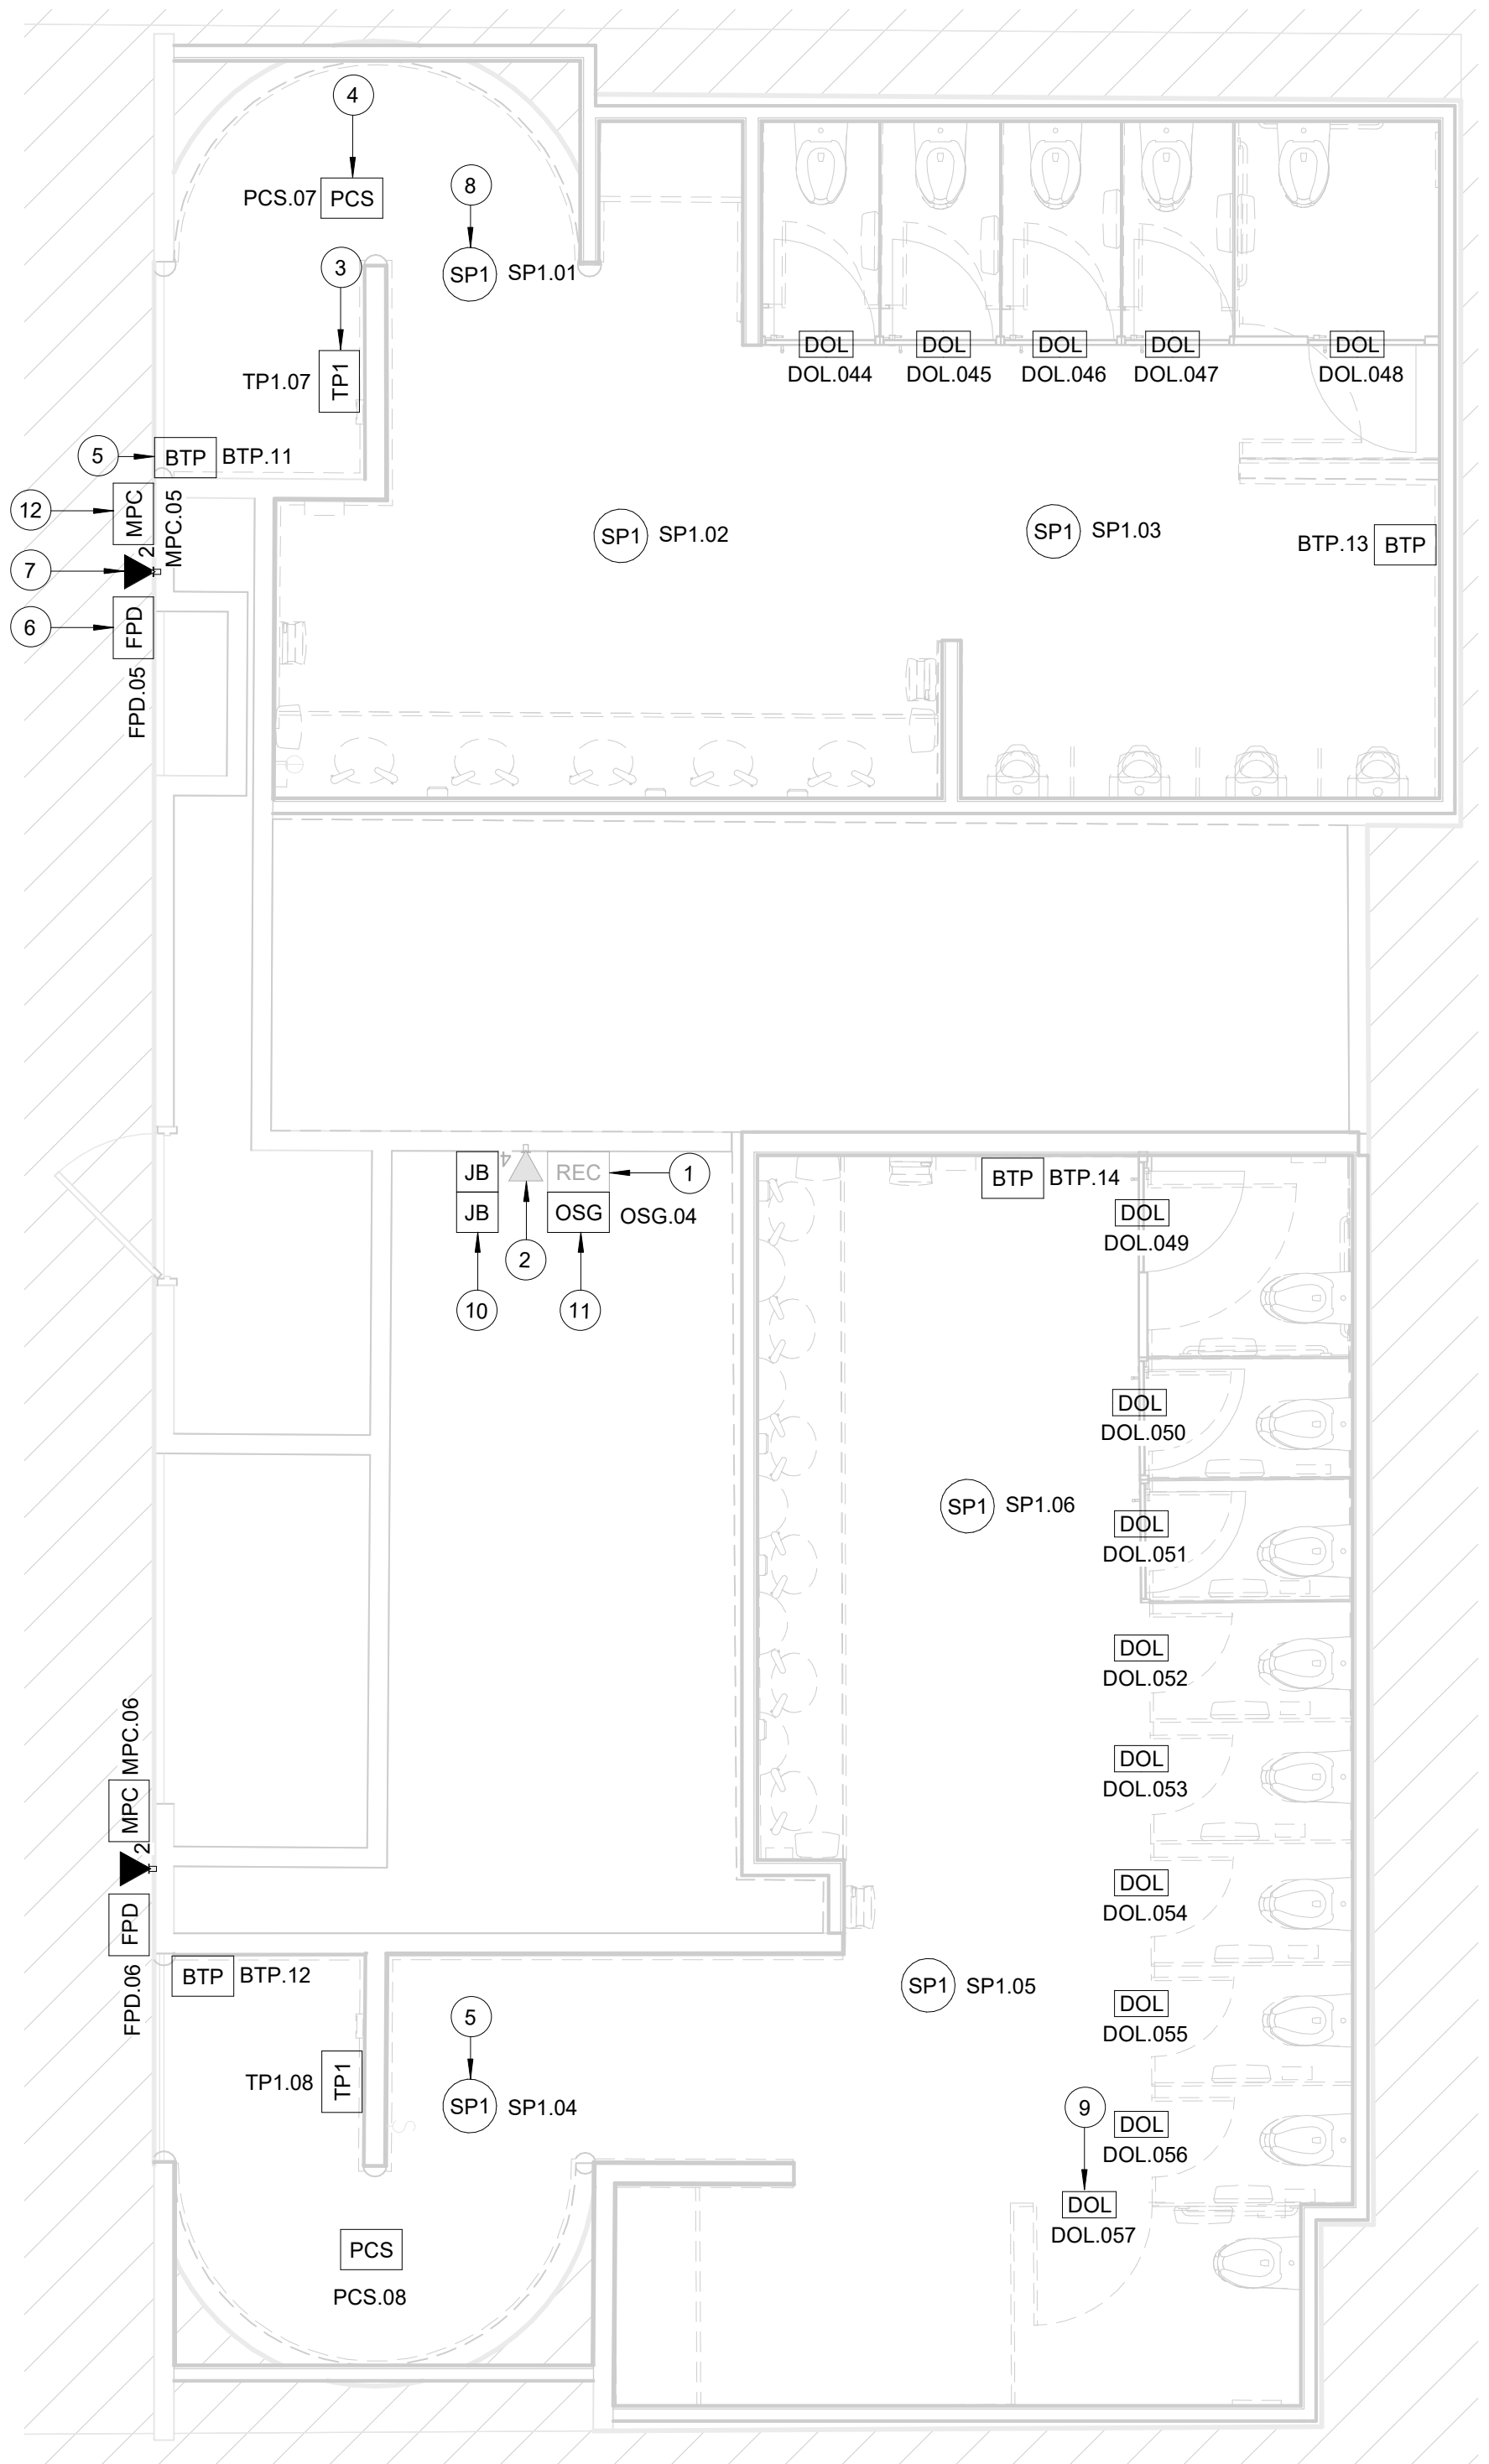 4
PCS.07 PCS
8
SP1 SP1.01
3
TP1.07 TP1
DOL DOL DOL DOL DOL
DOL.044 DOL.045 DOL.046 DOL.047 DOL.048
5 BTP BTP.11
12 MPC MPC.05
SP1 SP1.02
SP1 SP1.03
BTP.13 BTP
7 2
6 FPD
FPD.05
JB 4 REC 1
JB OSG OSG.04
2
10 11
BTP BTP.14
DOL
DOL.049
DOL
DOL.050
SP1 SP1.06
DOL
DOL.051
DOL
DOL.052
MPC MPC.06
DOL
DOL.053
2
FPD
FPD.06
DOL
DOL.054
BTP BTP.12
SP1 SP1.05
DOL
DOL.055
5
TP1.08 TP1
SP1 SP1.04
9
DOL
DOL.056
DOL
DOL.057
PCS
PCS.08